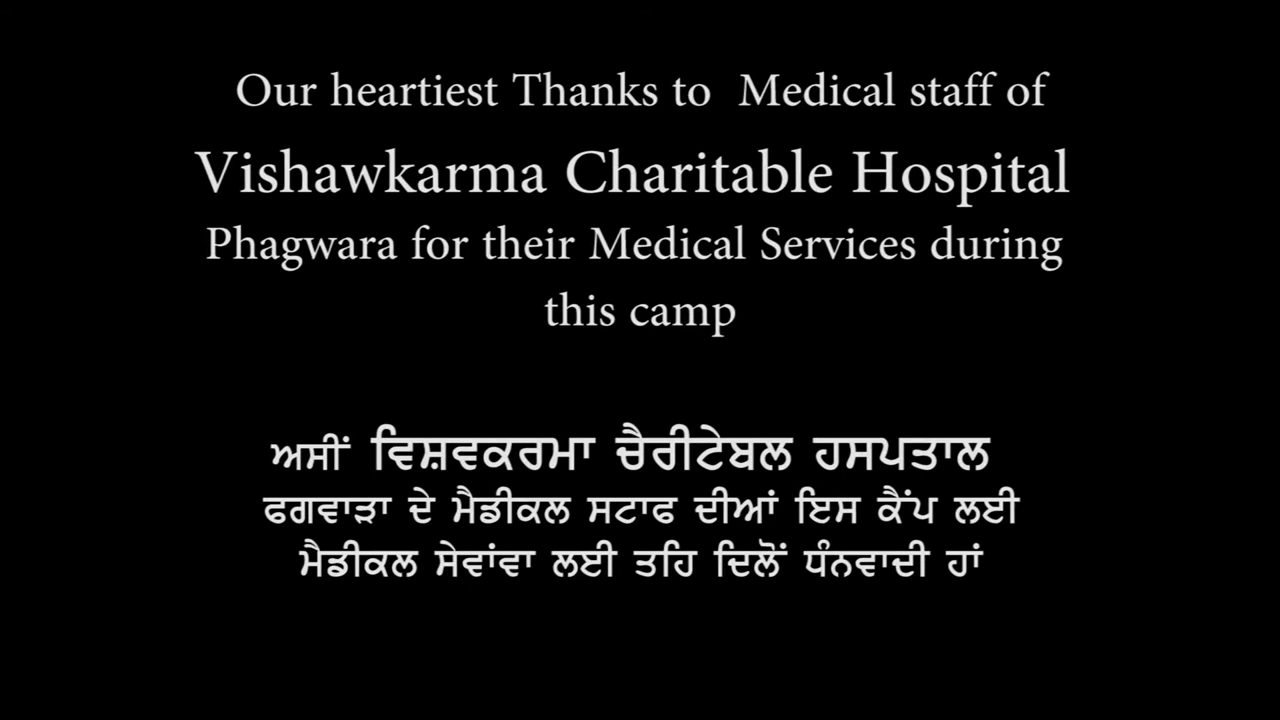 Our heartiest Thanks to Medical staff of
Vishawkarma Charitable Hospital
Phagwara for their Medical Services during
this camp
ਅਸੀਂ ਵਿਸ਼ਵਕਰਮਾ ਚੈਰੀਟੇਬਲ ਹਸਪਤਾਲ
ਫਗਵਾੜਾ ਦੇ ਮੈਡੀਕਲ ਸਟਾਫ ਦੀਆਂ ਇਸ ਕੈਂਪ ਲਈ
ਮੈਡੀਕਲ ਸੇਵਾਂਵਾ ਲਈ ਤਹਿ ਦਿਲੋਂ ਧੰਨਵਾਦੀ ਹਾਂ